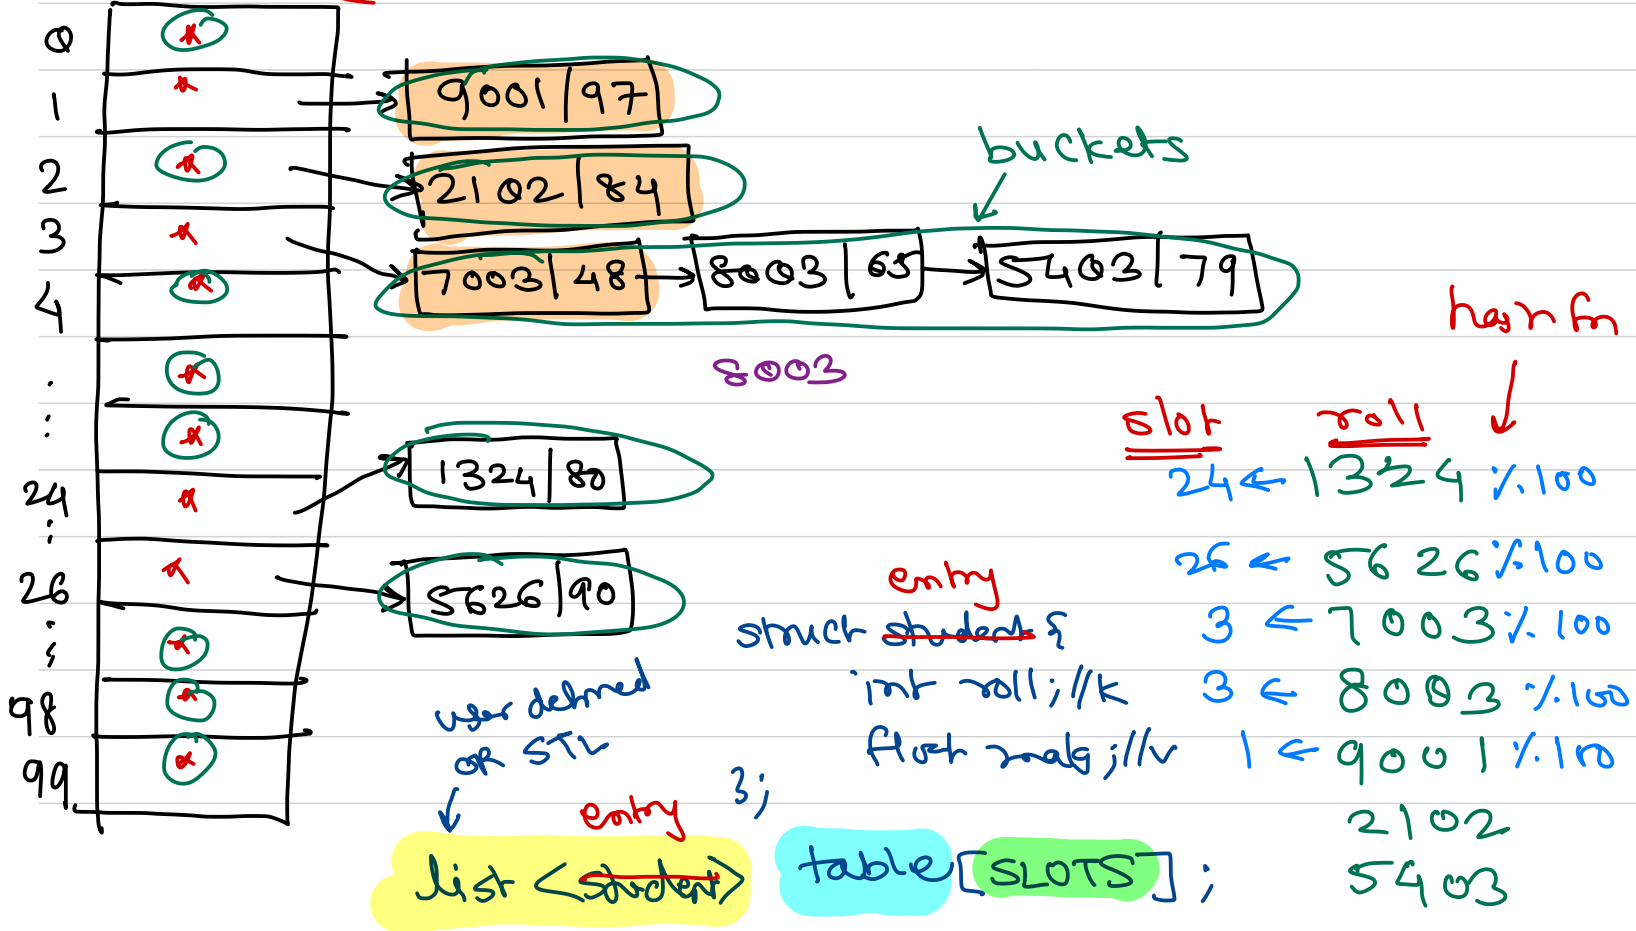 0
1 9001 | 97
2 2102 | 84
buckets
3 7003 | 48 8003 | 65 5403 | 79
4
hash fn
:
8003
:
slot roll
24 1324 | 80
24 ← 1324 % 100
:
26 5626 | 90
26 ← 5626 % 100
:
entry
struct student {
3 ← 7003 % 100
98
user defined
OR STL
int roll; //k
3 ← 8003 % 100
99
float marks; //v
1 ← 9001 % 100
};
2102
entry
list <student> table [SLOTS];
5403